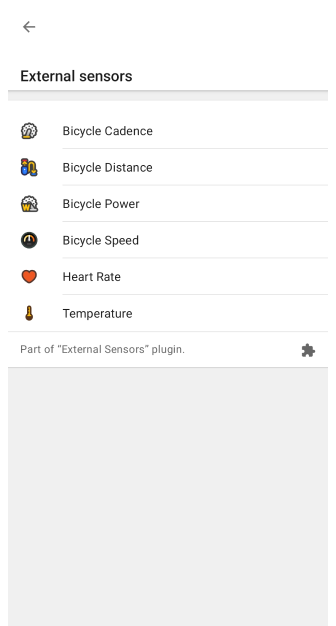 External sensors
Bicycle Cadence
Bicycle Distance
W
Bicycle Power
Bicycle Speed
Heart Rate
Temperature
Part of “External Sensors” plugin.